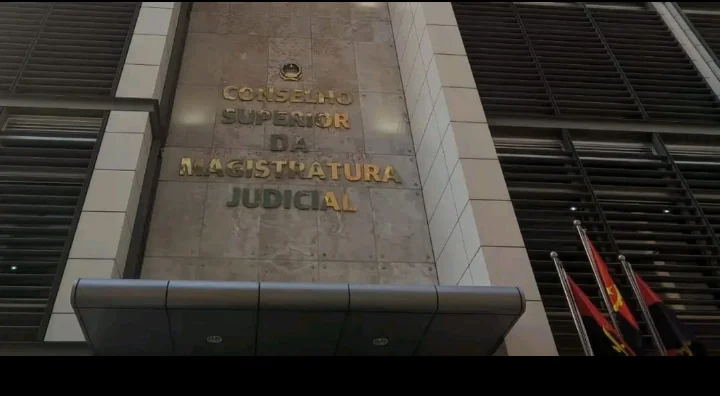 CONSELHO
SUPERIOR
DA
MAGISTRATURA
JUDICIAL